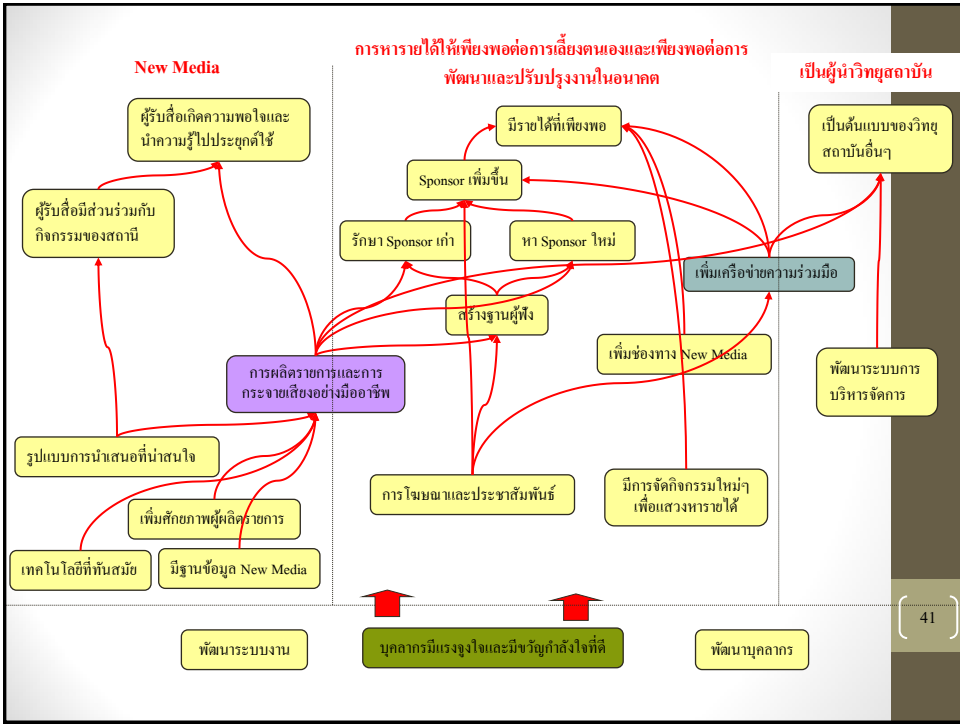 New Media
การหารายได้ให้เพียงพอต่อการเลี้ยงตนเองและเพียงพอต่อการ
พัฒนาและปรับปรุงงานในอนาคต
เป็นผู้นำวิทยุสถาบัน
ผู้รับสื่อเกิดความพอใจและ
นำความรู้ไปประยุกต์ใช้
มีรายได้ที่เพียงพอ
เป็นต้นแบบของวิทยุ
สถาบันอื่นๆ
Sponsor เพิ่มขึ้น
ผู้รับสื่อมีส่วนร่วมกับ
กิจกรรมของสถานี
รักษา Sponsor เก่า
หา Sponsor ใหม่
เพิ่มเครือข่ายความร่วมมือ
สร้างฐานผู้ฟัง
เพิ่มช่องทาง New Media
การผลิตรายการและการ
กระจายเสียงอย่างมืออาชีพ
พัฒนาระบบการ
บริหารจัดการ
รูปแบบการนำเสนอที่น่าสนใจ
การโฆษณาและประชาสัมพันธ์
มีการจัดกิจกรรมใหม่ๆ
เพื่อแสวงหารายได้
เพิ่มศักยภาพผู้ผลิตรายการ
เทคโนโลยีที่ทันสมัย
มีฐานข้อมูล New Media
41
พัฒนาระบบงาน
บุคลากรมีแรงจูงใจและมีขวัญกำลังใจที่ดี
พัฒนาบุคลากร